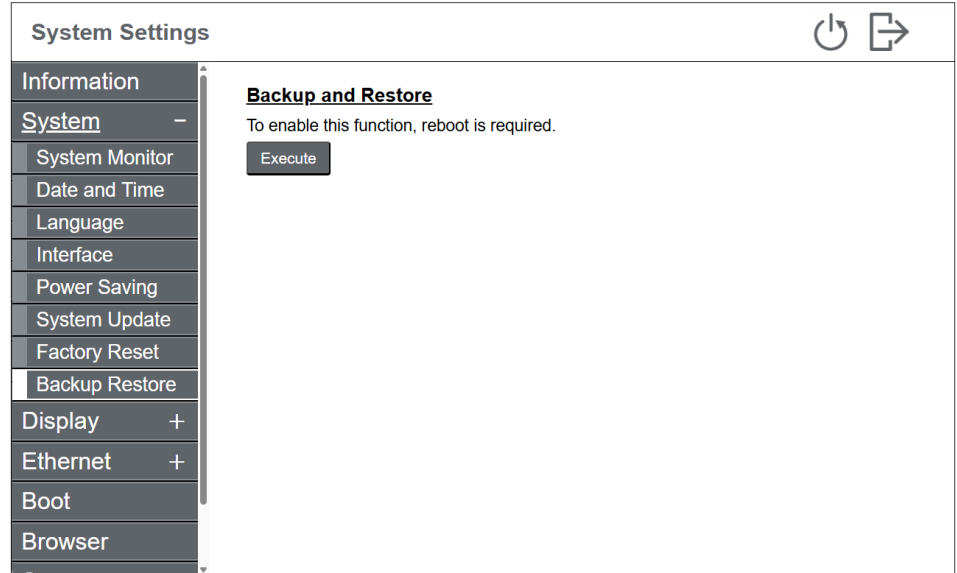 System Settings
Information
System −
System Monitor
Date and Time
Language
Interface
Power Saving
System Update
Factory Reset
Backup Restore
Display +
Ethernet +
Boot
Browser
Backup and Restore
To enable this function, reboot is required.
Execute